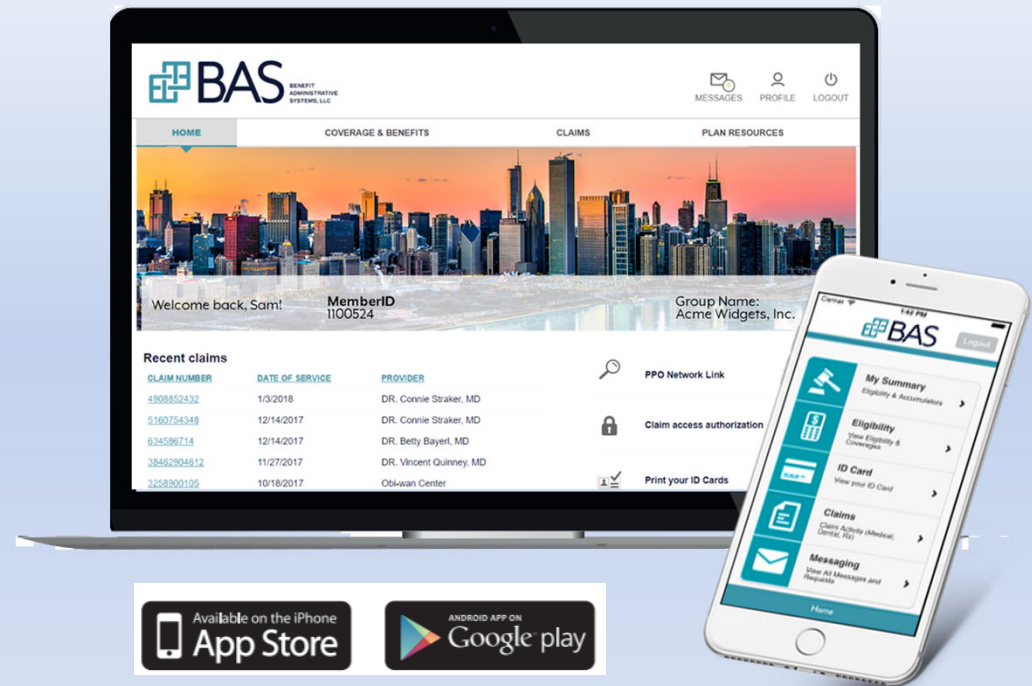 BAS
BENEFIT
ADMINISTRATIVE
SYSTEMS, LLC
MESSAGES PROFILE LOGOUT
HOME COVERAGE & BENEFITS CLAIMS PLAN RESOURCES
Welcome back, Sam!
MemberID
1100524
Group Name:
Acme Widgets, Inc.
Recent claims
CLAIM NUMBER DATE OF SERVICE PROVIDER
4908852432 1/3/2018 DR. Connie Straker, MD
5160754348 12/14/2017 DR. Connie Straker, MD
634586714 12/14/2017 DR. Betty Bayerl, MD
38462904612 11/27/2017 DR. Vincent Quinney, MD
3258900105 10/18/2017 Obi-wan Center
PPO Network Link
Claim access authorization
Print your ID Cards
Carrier 1:42 PM
BAS
Logout
My Summary
Eligibility & Accumulators
Eligibility
View Eligibility &
Coverages
ID Card
View your ID Card
Claims
Claim Activity (Medical,
Dental, Rx)
Messaging
View All Messages and
Requests
Home
Available on the iPhone
App Store
ANDROID APP ON
Google play